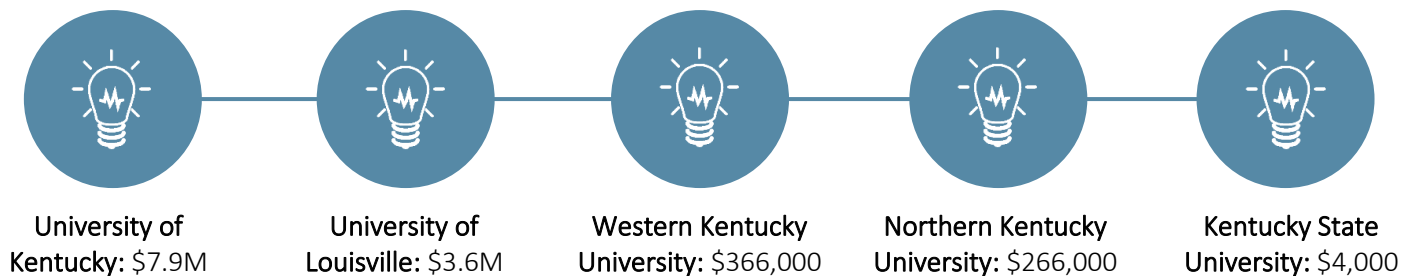 University of
Kentucky: $7.9M
University of
Louisville: $3.6M
Western Kentucky
University: $366,000
Northern Kentucky
University: $266,000
Kentucky State
University: $4,000